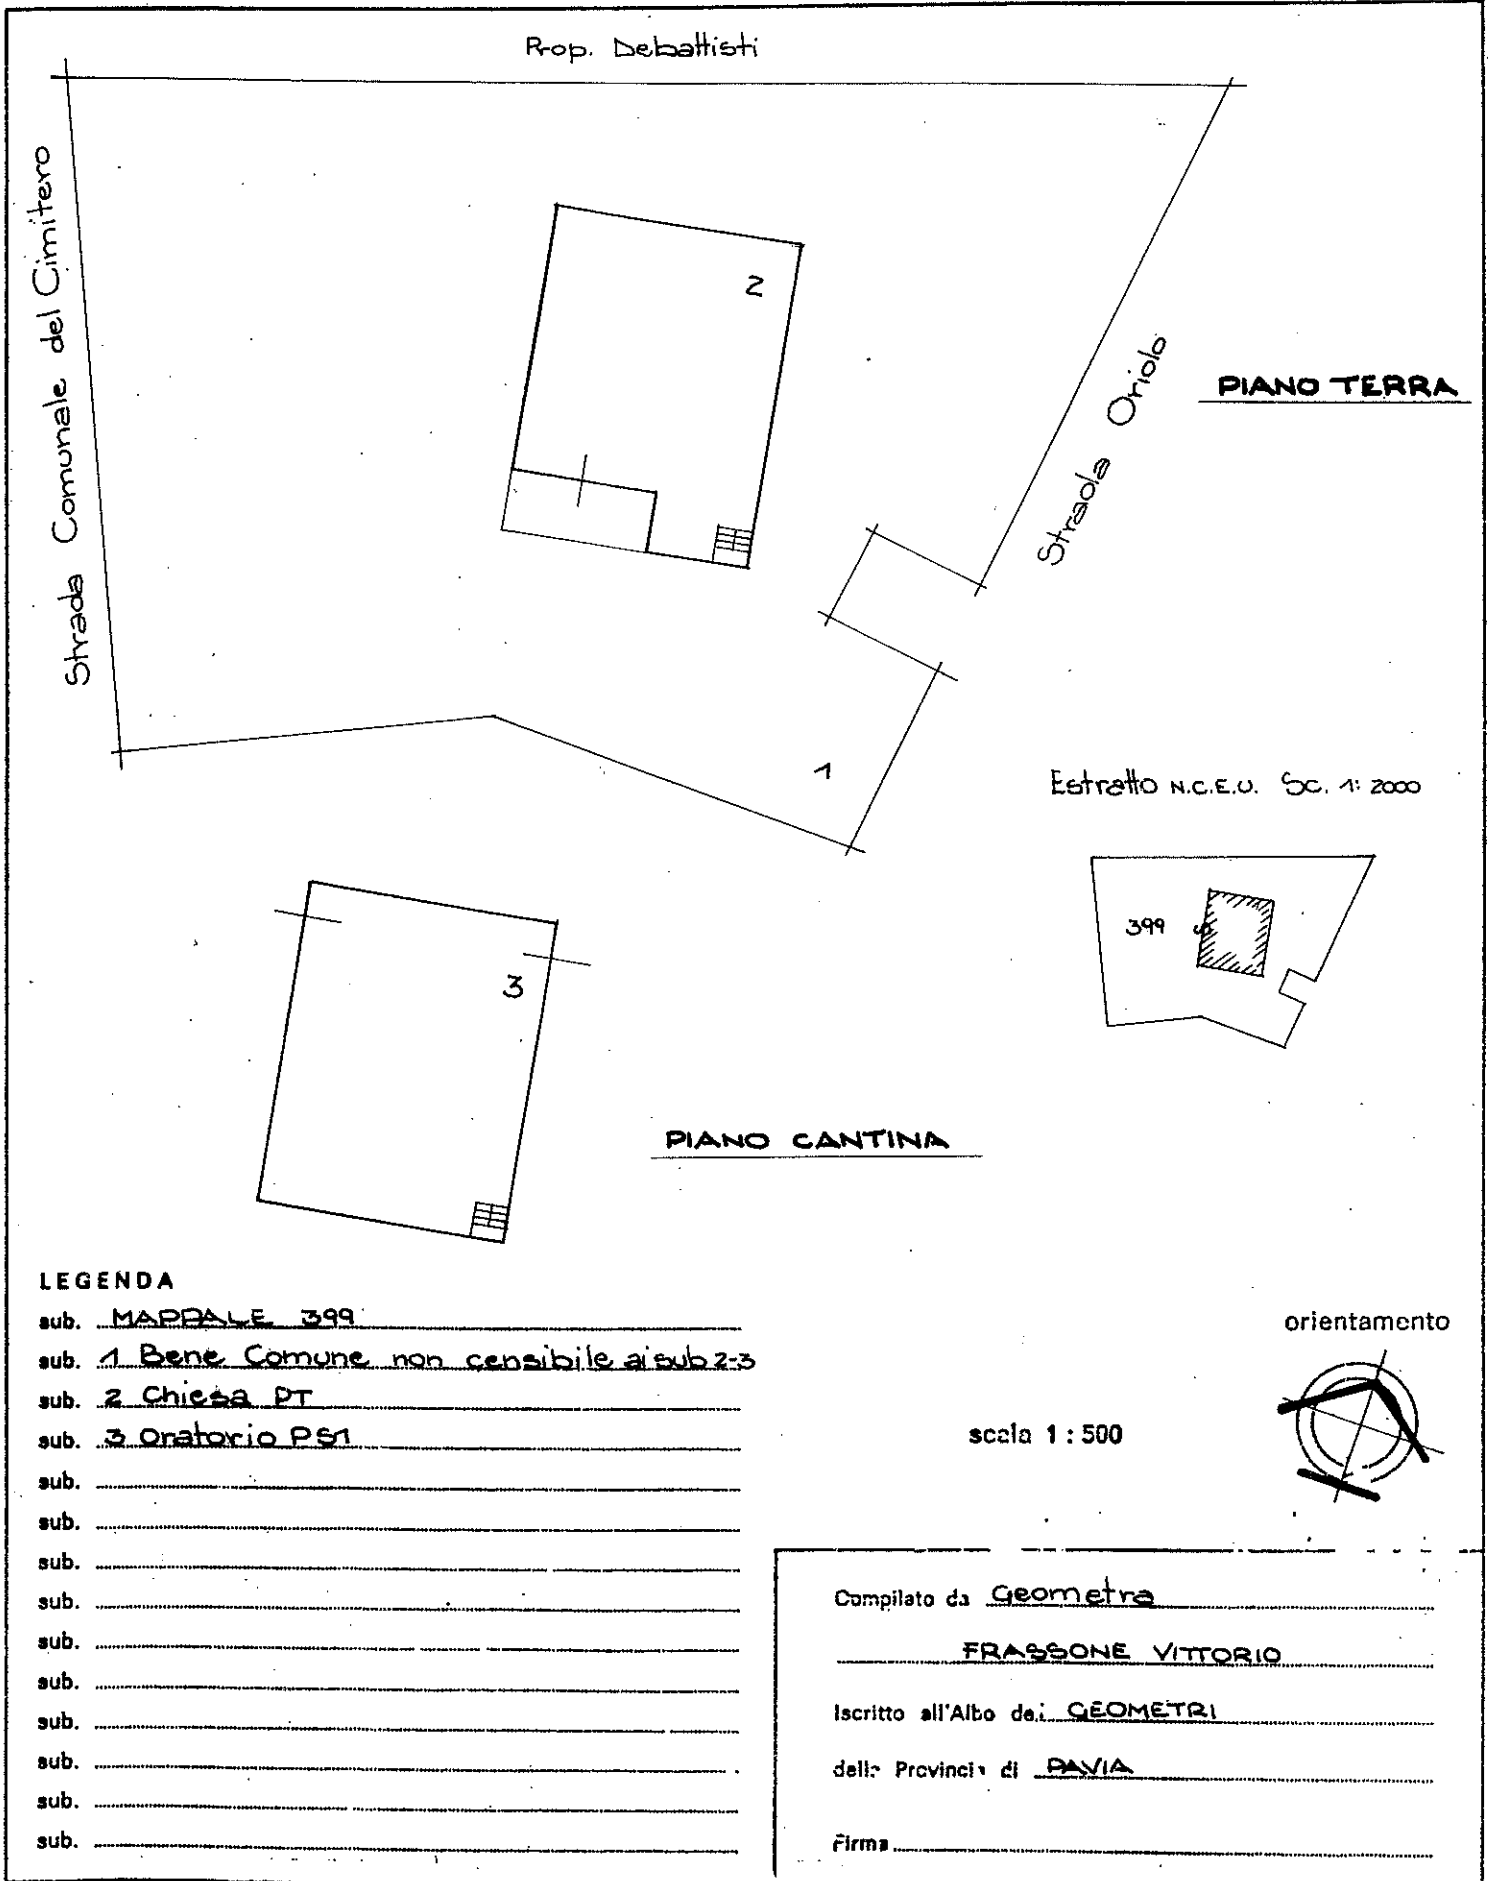 Prop. Debattisti
Strada Comunale del Cimitero
2
Strada Oriolo
PIANO TERRA
1
Estratto N.C.E.U. Sc. 1: 2000
399
3
PIANO CANTINA
LEGENDA
sub. MAPPALE 399
sub. 1 Bene Comune non censibile ai sub 2-3
sub. 2 Chiesa PT
sub. 3 Oratorio PS1
sub.
sub.
sub.
sub.
sub.
sub.
sub.
sub.
sub.
sub.
orientamento
scala 1 : 500
Compilato da Geometra
FRASSONE VITTORIO
Iscritto all'Albo dei GEOMETRI
della Provincia di PAVIA
Firma